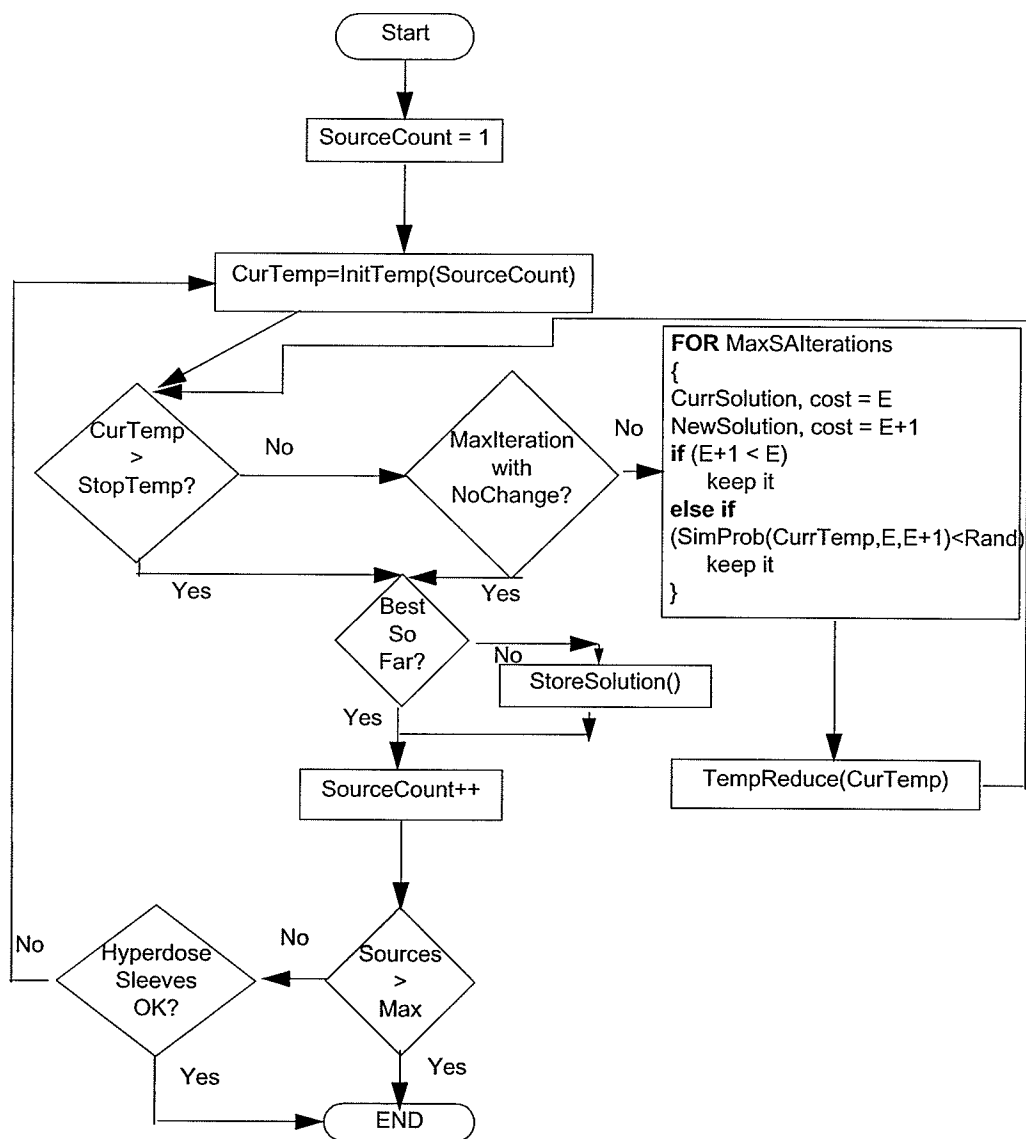 Start
SourceCount = 1
CurTemp=InitTemp(SourceCount)
CurTemp
>
StopTemp?
No
MaxIteration
with
NoChange?
No
FOR MaxSAIterations
{
CurrSolution, cost = E
NewSolution, cost = E+1
if (E+1 < E)
keep it
else if
(SimProb(CurrTemp,E,E+1)<Rand)
keep it
}
Yes
Yes
Best
So
Far?
No
StoreSolution()
Yes
SourceCount++
TempReduce(CurTemp)
No
Hyperdose
Sleeves
OK?
No
Sources
>
Max
Yes
Yes
END